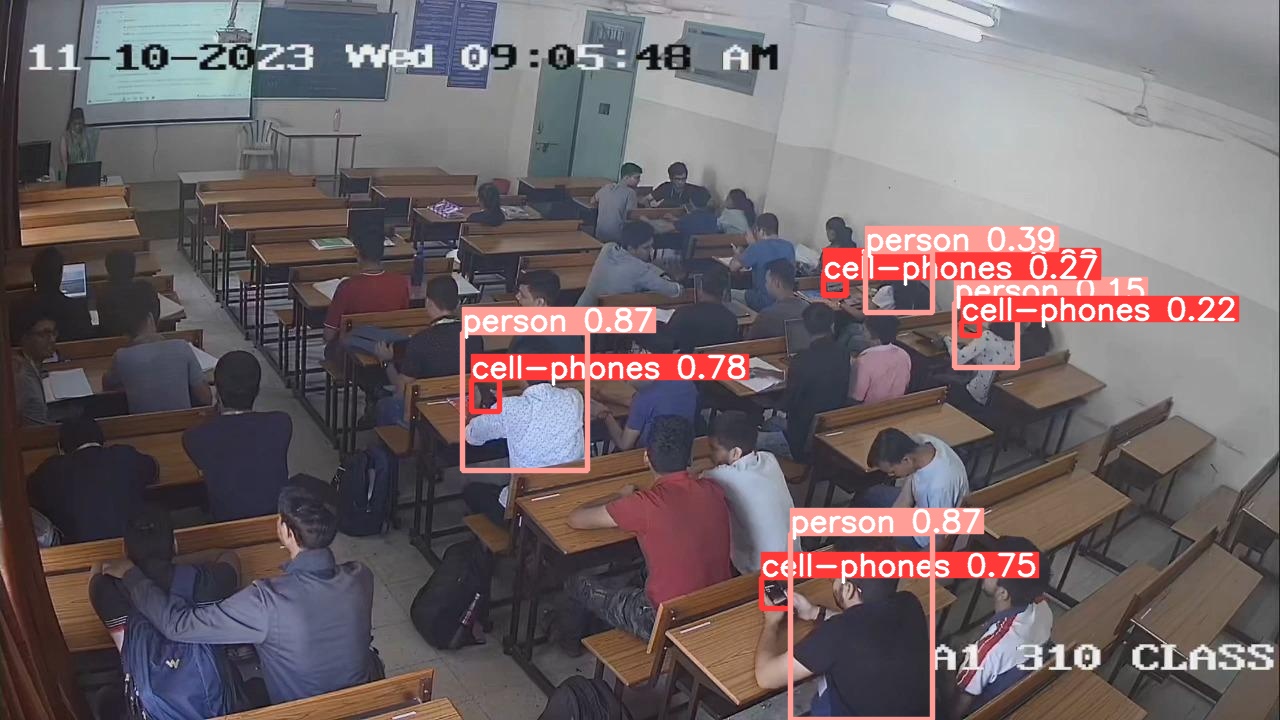 11-10-2023 Wed 09:05:48 AM
person 0.39
cell-phones 0.27
person 0.15
cell-phones 0.22
person 0.87
cell-phones 0.78
person 0.87
cell-phones 0.75
A1 310 CLASS